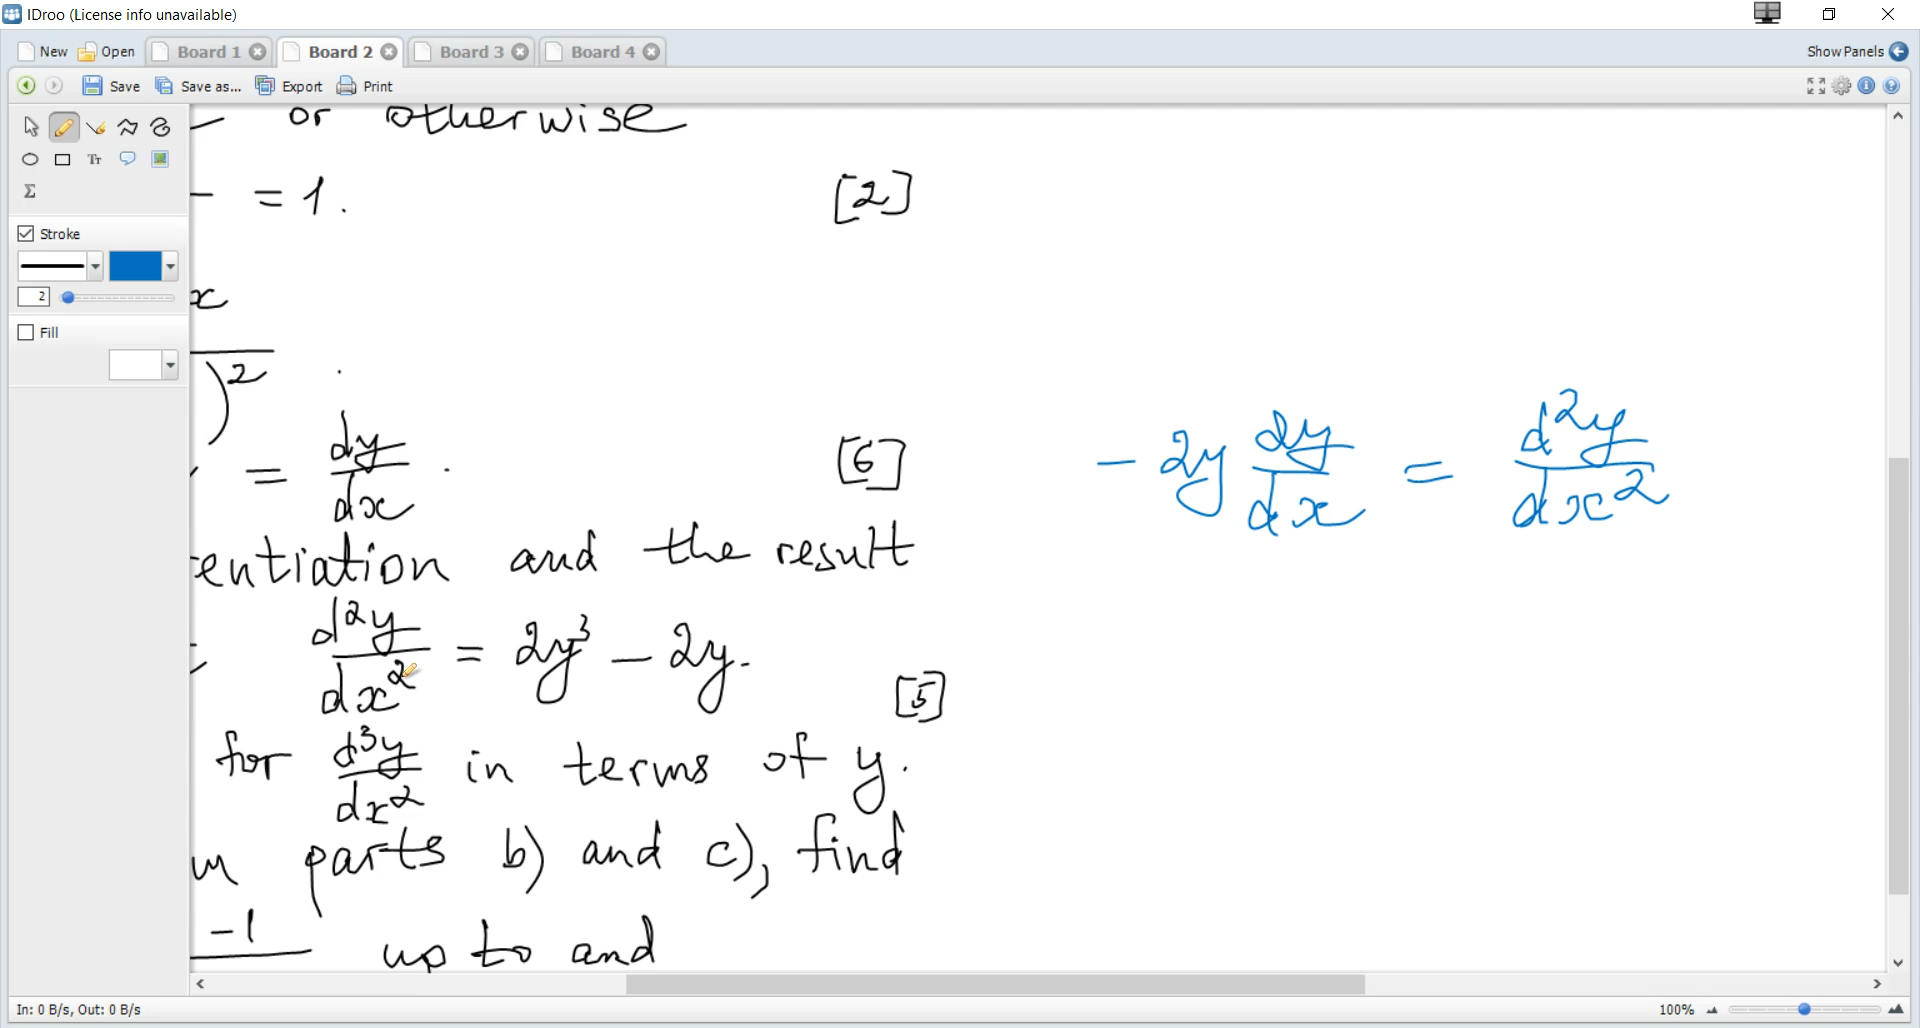 IDroo (License info unavailable)
New Open Board 1 Board 2 Board 3 Board 4 Show Panels
Save Save as... Export Print
or otherwise
= 1. [2]
Stroke
2
x
Fill
)² .
= dy/dx . [6]
- 2y dy/dx = d²y/dx²
entiation and the result
d²y/dx² = 2y³ - 2y. [5]
for d³y/dx² in terms of y.
parts b) and c), find
-1
up to and
In: 0 B/s, Out: 0 B/s 100%